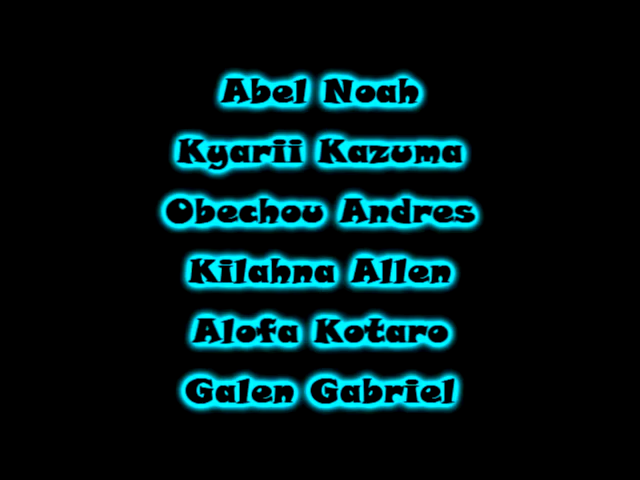 Abel Noah
Kyarii Kazuma
Obechou Andres
Kilahna Allen
Alofa Kotaro
Galen Gabriel